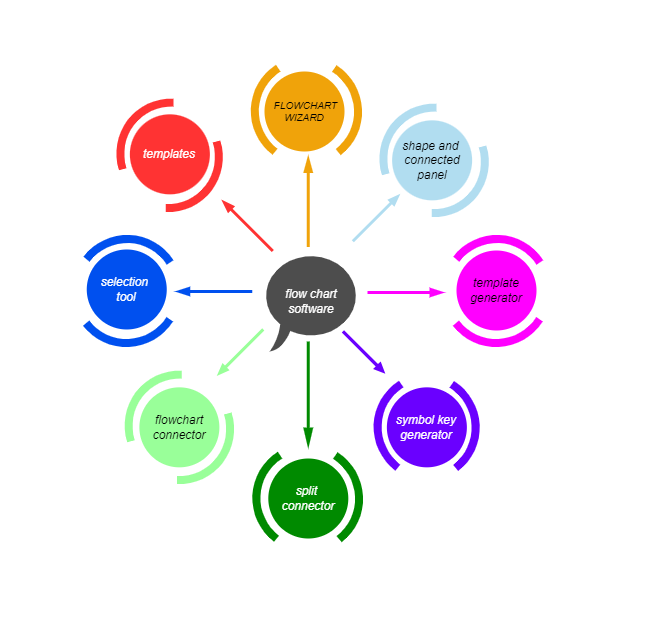 FLOWCHART
WIZARD
templates
shape and
connected
panel
selection
tool
flow chart
software
template
generator
flowchart
connector
symbol key
generator
split
connector